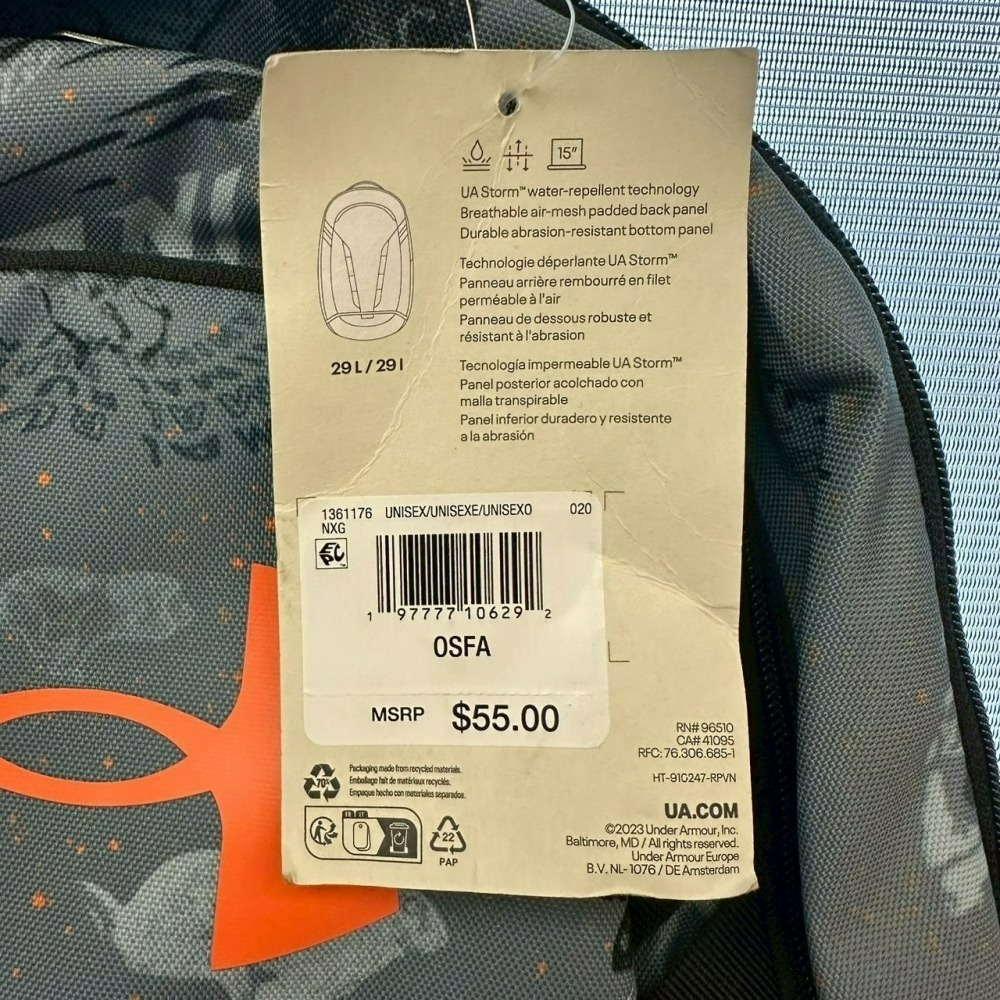 15"
UA Storm™ water-repellent technology
Breathable air-mesh padded back panel
Durable abrasion-resistant bottom panel
Technologie déperlante UA Storm™
Panneau arrière rembourré en filet
perméable à l'air
Panneau de dessous robuste et
résistant à l'abrasion
29 L / 29 l
Tecnología impermeable UA Storm™
Panel posterior acolchado con
malla transpirable
Panel inferior duradero y resistente
a la abrasión
1361176 UNISEX/UNISEXE/UNISEXO 020
NXG
EPC
1 97777 10629 2
OSFA
MSRP $55.00
RN# 96510
CA# 41095
RFC: 76.306.685-1
HT-91G247-RPVN
70%
Packaging made from recycled materials.
Emballage fait de matériaux recyclés.
Empaque hecho con materiales separados.
FR IT
22
PAP
UA.COM
©2023 Under Armour, Inc.
Baltimore, MD / All rights reserved.
Under Armour Europe
B.V. NL- 1076 / DE Amsterdam